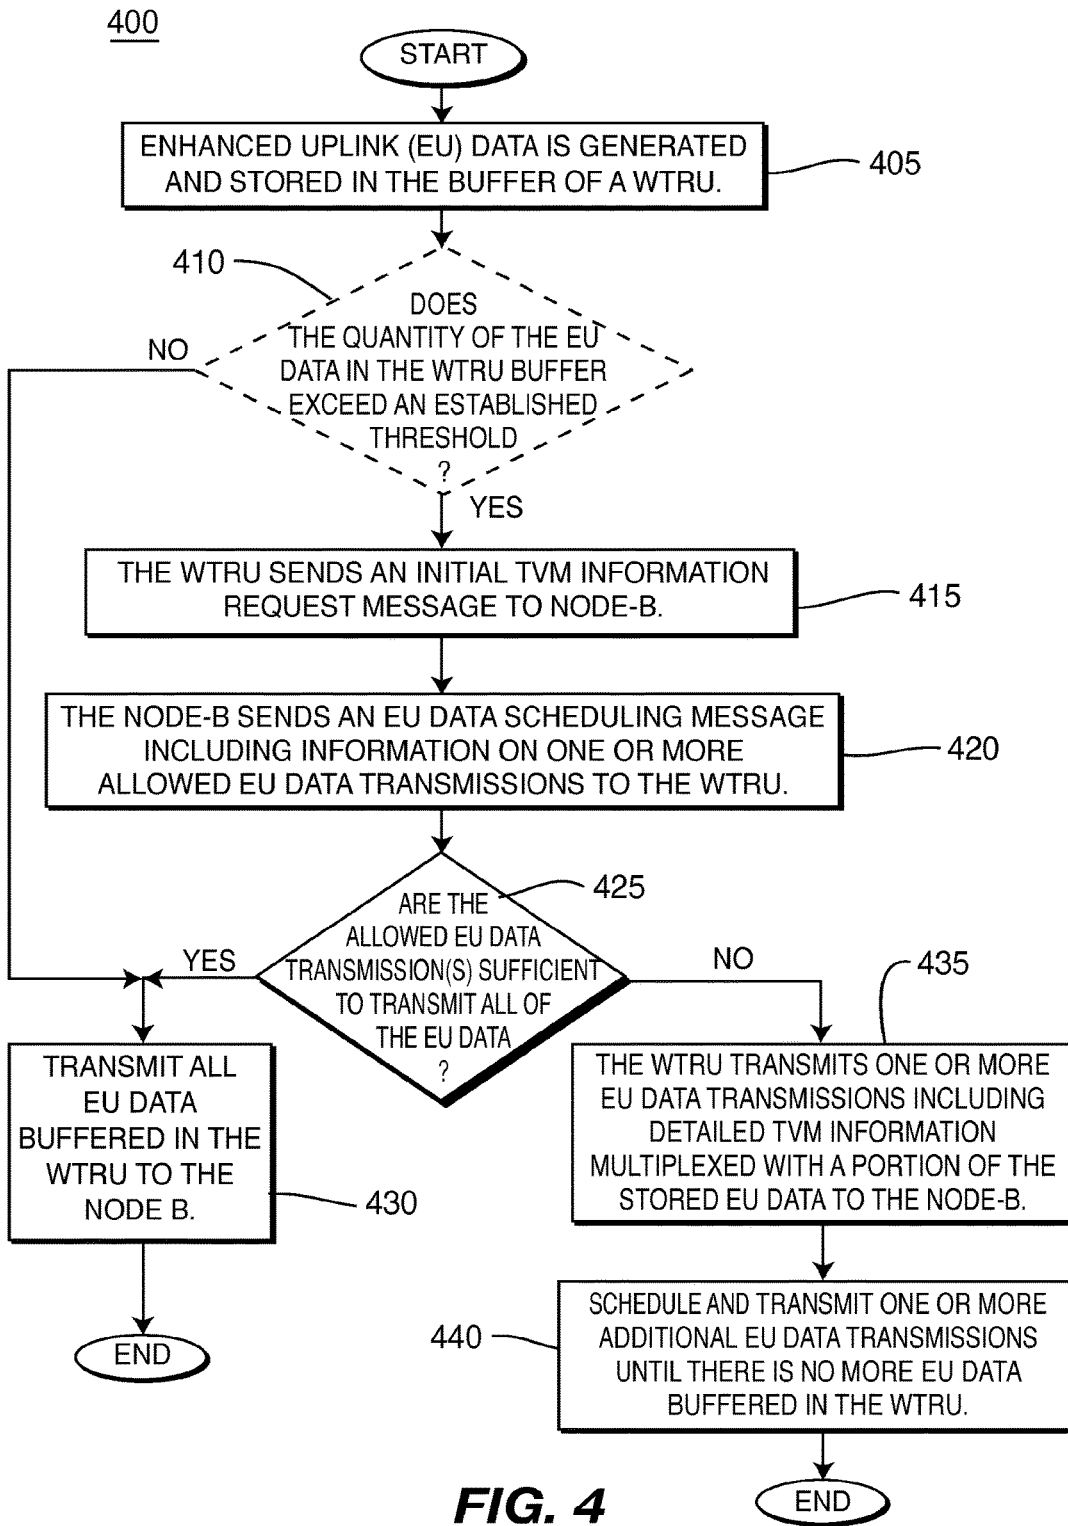 400
START
ENHANCED UPLINK (EU) DATA IS GENERATED
AND STORED IN THE BUFFER OF A WTRU.
405
410
DOES
THE QUANTITY OF THE EU
DATA IN THE WTRU BUFFER
EXCEED AN ESTABLISHED
THRESHOLD
?
NO
YES
THE WTRU SENDS AN INITIAL TVM INFORMATION
REQUEST MESSAGE TO NODE-B.
415
THE NODE-B SENDS AN EU DATA SCHEDULING MESSAGE
INCLUDING INFORMATION ON ONE OR MORE
ALLOWED EU DATA TRANSMISSIONS TO THE WTRU.
420
425
ARE THE
ALLOWED EU DATA
TRANSMISSION(S) SUFFICIENT
TO TRANSMIT ALL OF
THE EU DATA
?
YES
NO
TRANSMIT ALL
EU DATA
BUFFERED IN THE
WTRU TO THE
NODE B.
430
END
435
THE WTRU TRANSMITS ONE OR MORE
EU DATA TRANSMISSIONS INCLUDING
DETAILED TVM INFORMATION
MULTIPLEXED WITH A PORTION OF THE
STORED EU DATA TO THE NODE-B.
440
SCHEDULE AND TRANSMIT ONE OR MORE
ADDITIONAL EU DATA TRANSMISSIONS
UNTIL THERE IS NO MORE EU DATA
BUFFERED IN THE WTRU.
END
FIG. 4